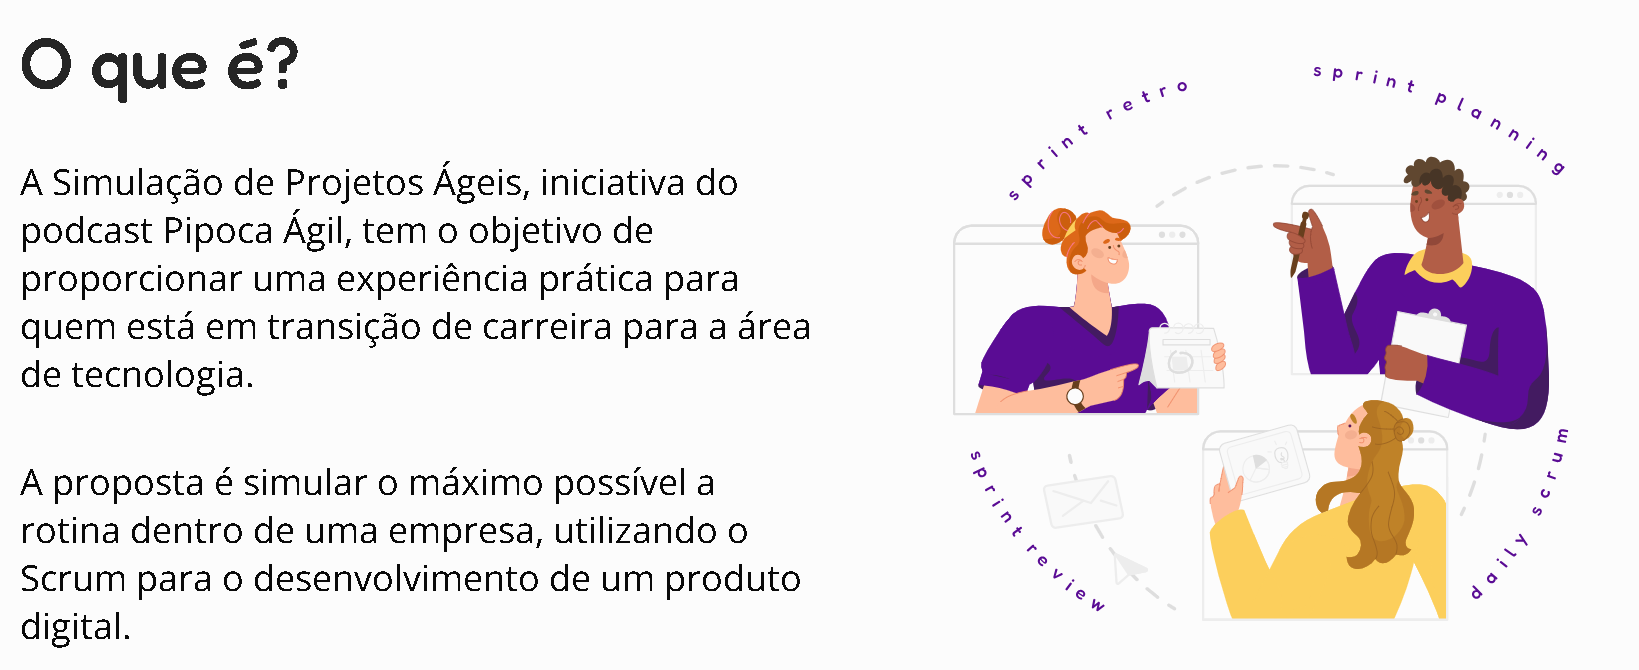 O que é?
A Simulação de Projetos Ágeis, iniciativa do
podcast Pipoca Ágil, tem o objetivo de
proporcionar uma experiência prática para
quem está em transição de carreira para a área
de tecnologia.
A proposta é simular o máximo possível a
rotina dentro de uma empresa, utilizando o
Scrum para o desenvolvimento de um produto
digital.
sprint retro
sprint planning
sprint review
daily scrum